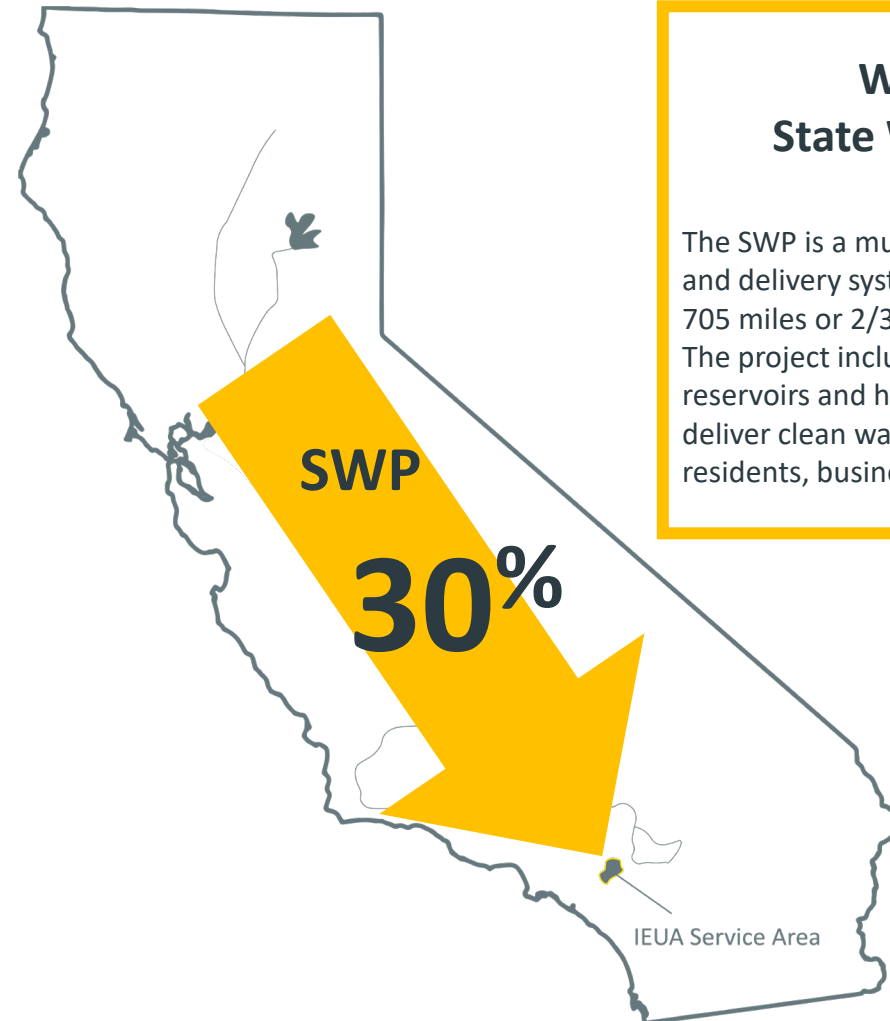 W
State W
The SWP is a mu
and delivery syst
705 miles or 2/3
The project inclu
reservoirs and h
deliver clean wa
residents, busine
SWP
30%
IEUA Service Area